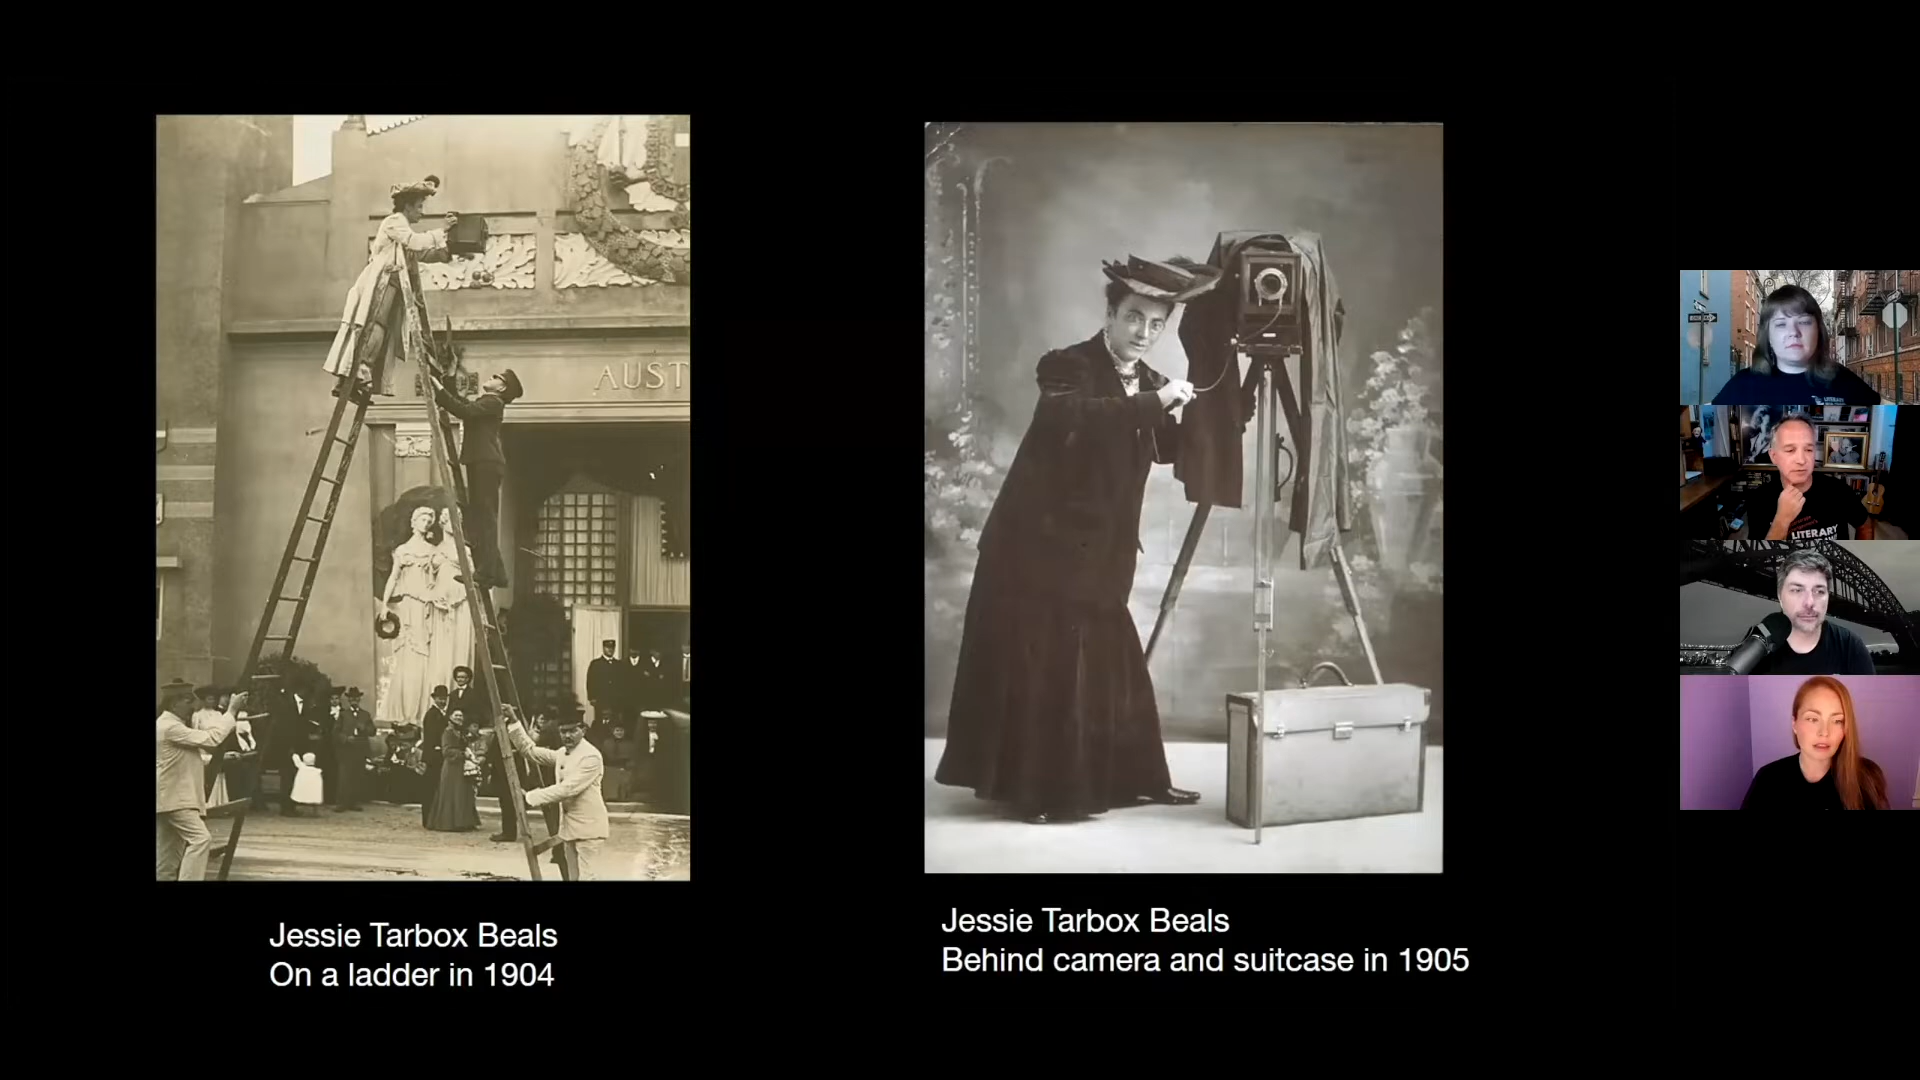 AUST
Jessie Tarbox Beals
On a ladder in 1904
Jessie Tarbox Beals
Behind camera and suitcase in 1905
LITERARY